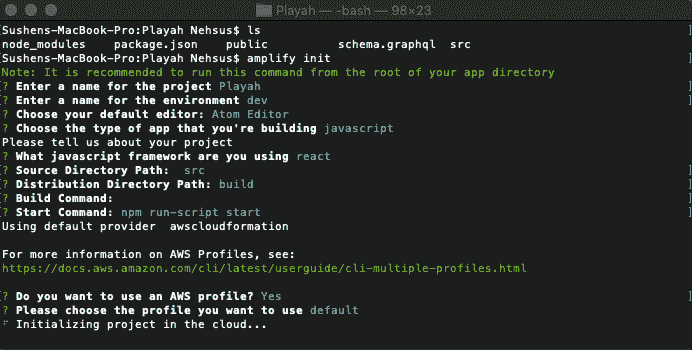 Playah — -bash — 98×23
Sushens-MacBook-Pro:Playah Nehsus$ ls
node_modules package.json public schema.graphql src
Sushens-MacBook-Pro:Playah Nehsus$ amplify init
Note: It is recommended to run this command from the root of your app directory
? Enter a name for the project Playah
? Enter a name for the environment dev
? Choose your default editor: Atom Editor
? Choose the type of app that you're building javascript
Please tell us about your project
? What javascript framework are you using react
? Source Directory Path: src
? Distribution Directory Path: build
? Build Command:
? Start Command: npm run-script start
Using default provider awscloudformation
For more information on AWS Profiles, see:
https://docs.aws.amazon.com/cli/latest/userguide/cli-multiple-profiles.html
? Do you want to use an AWS profile? Yes
? Please choose the profile you want to use default
Initializing project in the cloud...